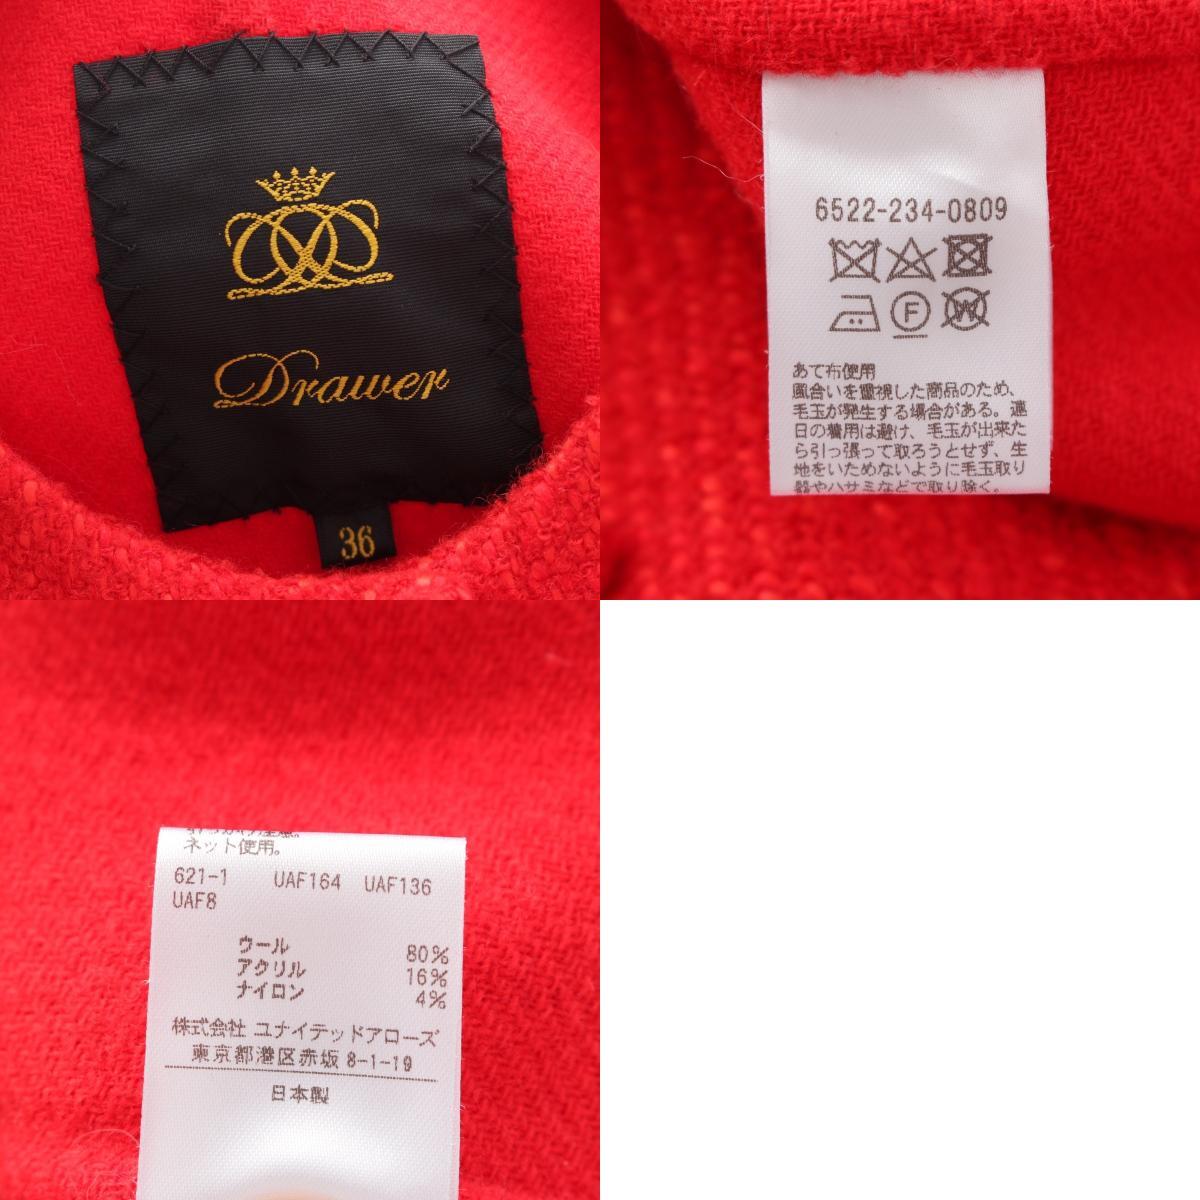 Drawer
36
6522-234-0809
F
W
あて布使用
風合いを重視した商品のため、
毛玉が発生する場合がある。連
日の着用は避け、毛玉が出来た
ら引っ張って取ろうとせず、生
地をいためないように毛玉取り
器やハサミなどで取り除く。
ネット使用。
621-1 UAF164 UAF136
UAF8
ウール 80%
アクリル 16%
ナイロン 4%
株式会社 ユナイテッドアローズ
東京都港区赤坂 8-1-19
日本製